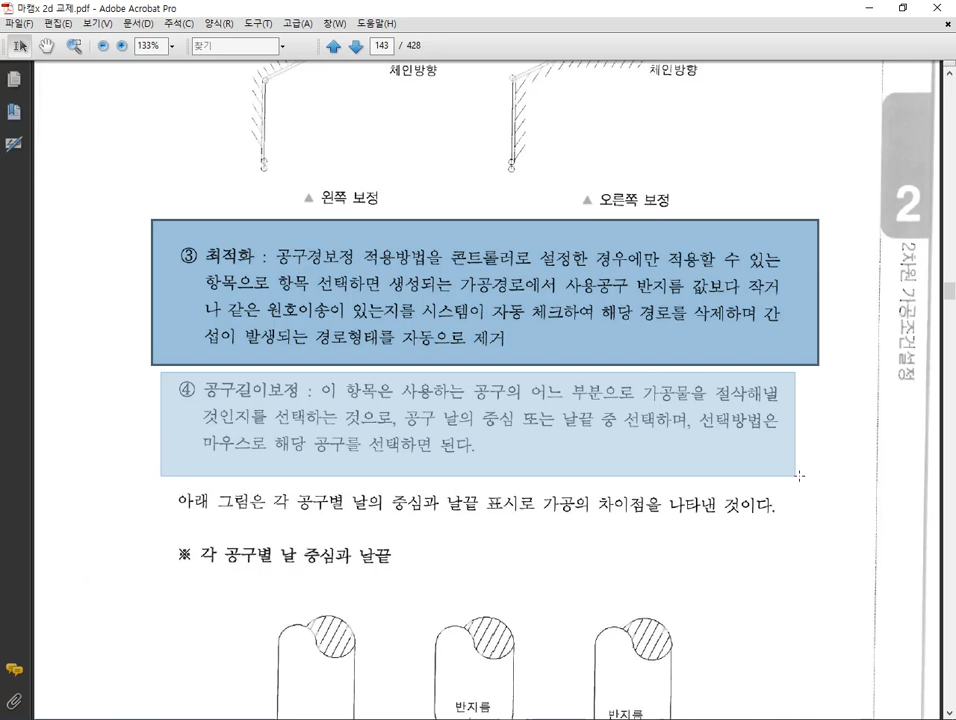 마캠x 2d 교제.pdf - Adobe Acrobat Pro
파일(F) 편집(E) 보기(V) 문서(D) 주석(C) 양식(R) 도구(T) 고급(A) 창(W) 도움말(H)
133% 찾기 143 / 428
체인방향 체인방향
▲ 왼쪽 보정 ▲ 오른쪽 보정
2
2차원 가공조건설정
③ 최적화 : 공구경보정 적용방법을 콘트롤러로 설정한 경우에만 적용할 수 있는
항목으로 항목 선택하면 생성되는 가공경로에서 사용공구 반지름 값보다 작거
나 같은 원호이송이 있는지를 시스템이 자동 체크하여 해당 경로를 삭제하며 간
섭이 발생되는 경로형태를 자동으로 제거
④ 공구길이보정 : 이 항목은 사용하는 공구의 어느 부분으로 가공물을 절삭해낼
것인지를 선택하는 것으로, 공구 날의 중심 또는 날끝 중 선택하며, 선택방법은
마우스로 해당 공구를 선택하면 된다.
아래 그림은 각 공구별 날의 중심과 날끝 표시로 가공의 차이점을 나타낸 것이다.
※ 각 공구별 날 중심과 날끝
반지름 반지름